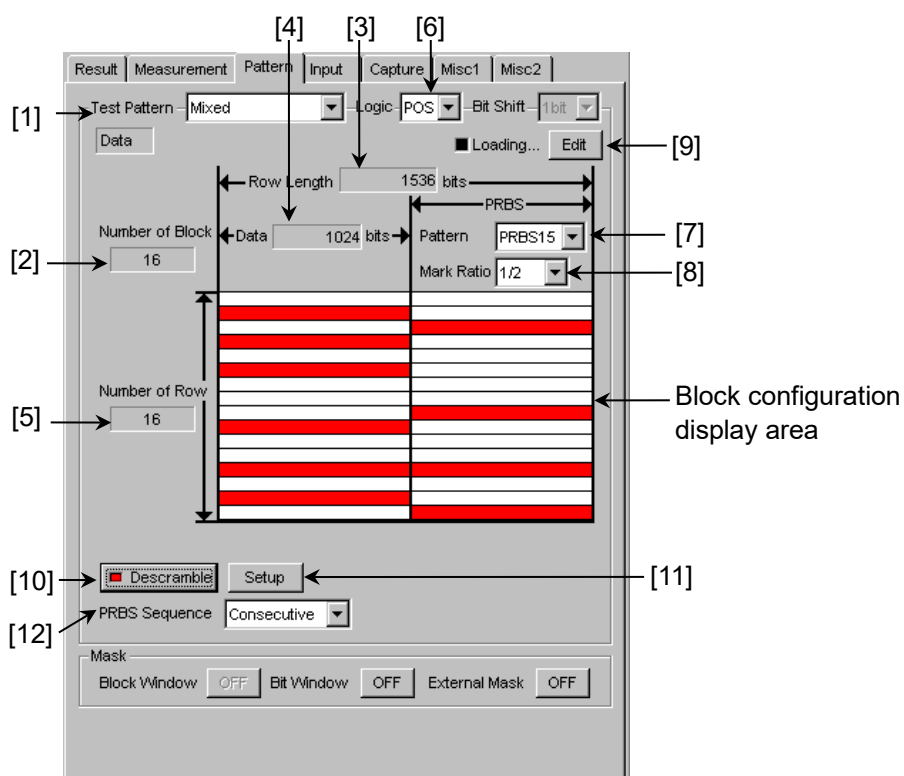 [4] [3] [6]
Result Measurement Pattern Input Capture Misc1 Misc2
[1] Test Pattern Mixed Logic POS Bit Shift 1bit
Data Loading... Edit [9]
Row Length 1536 bits
PRBS
Number of Block Data 1024 bits Pattern PRBS15 [7]
[2] 16 Mark Ratio 1/2 [8]
Number of Row
[5] 16
Block configuration
display area
[10] Descramble Setup [11]
[12] PRBS Sequence Consecutive
Mask
Block Window OFF Bit Window OFF External Mask OFF